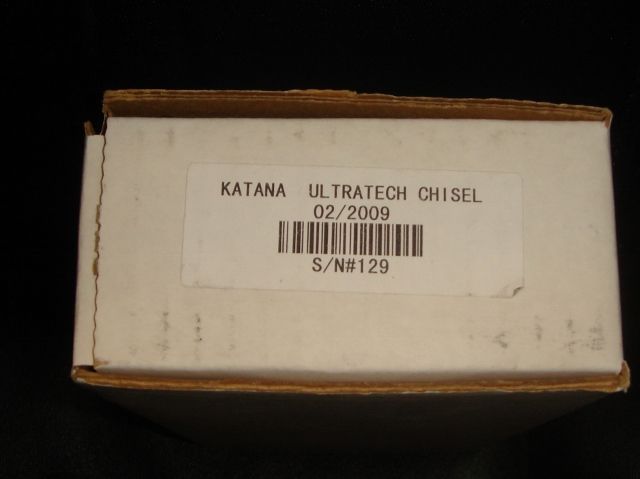 KATANA  ULTRATECH CHISEL
02/2009
S/N#129